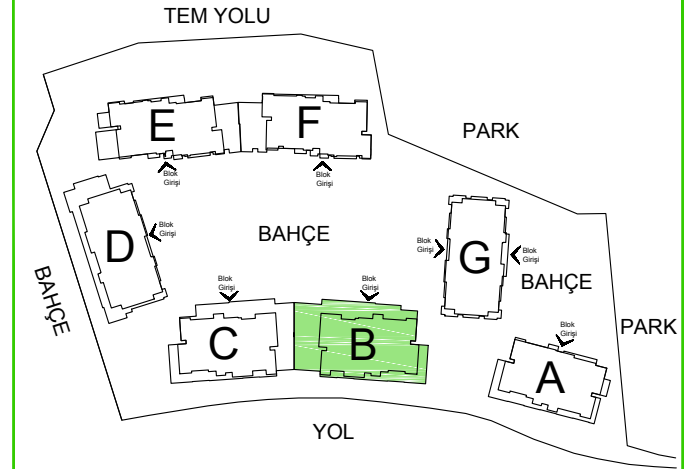 TEM YOLU
PARK
E
F
Blok
Girişi
Blok
Girişi
D
Blok
Girişi
BAHÇE
Blok
Girişi
G
Blok
Girişi
BAHÇE
BAHÇE
PARK
Blok
Girişi
Blok
Girişi
C
B
Blok
Girişi
A
YOL